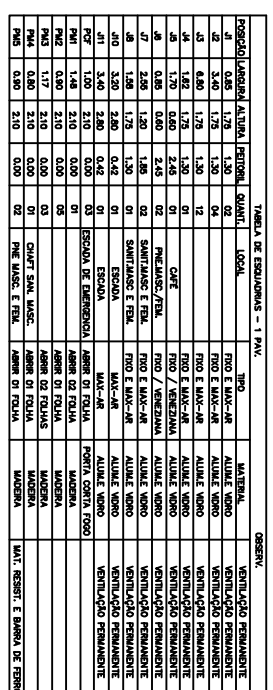 TABELA DE ESQUADRIAS – 1 PAV. OBSERV.
POSIÇÃO LARGURA ALTURA PEITORIL QUANT. LOCAL TIPO MATERIAL
J1 0.85 1.75 1.30 02 FIXO E MAX-AR ALUM.E VIDRO VENTILAÇÃO PERMANENTE
J2 3.40 1.75 1.30 04 FIXO E MAX-AR ALUM.E VIDRO VENTILAÇÃO PERMANENTE
J3 6.80 1.75 1.30 12 FIXO E MAX-AR ALUM.E VIDRO VENTILAÇÃO PERMANENTE
J4 1.62 1.75 1.30 01 FIXO E MAX-AR ALUM.E VIDRO VENTILAÇÃO PERMANENTE
J5 1.70 0.60 2.45 01 CAFÉ FIXO / VENEZIANA ALUM.E VIDRO VENTILAÇÃO PERMANENTE
J6 0.85 0.60 2.45 02 PNE.MASC./FEM. FIXO / VENEZIANA ALUM.E VIDRO VENTILAÇÃO PERMANENTE
J7 2.55 1.20 1.85 02 SANIT.MASC E FEM. FIXO E MAX-AR ALUM.E VIDRO VENTILAÇÃO PERMANENTE
J8 1.58 1.75 1.30 01 SANIT.MASC E FEM. FIXO E MAX-AR ALUM.E VIDRO VENTILAÇÃO PERMANENTE
J10 3.20 2.80 0.42 01 ESCADA MAX-AR ALUM.E VIDRO VENTILAÇÃO PERMANENTE
J11 3.40 2.80 0.42 01 ESCADA MAX-AR ALUM.E VIDRO VENTILAÇÃO PERMANENTE
PCF 1.00 2.10 0.00 03 ESCADA DE EMERGENCIA ABRIR 01 FOLHA PORTA CORTA FOGO
PM1 1.48 2.10 0.00 01 ABRIR 01 FOLHA MADEIRA
PM2 0.90 2.10 0.00 05 ABRIR 01 FOLHA MADEIRA
PM3 1.17 2.10 0.00 03 ABRIR 02 FOLHAS MADEIRA
PM4 0.80 2.10 0.00 01 CHAFT SAN. MASC. ABRIR 01 FOLHA MADEIRA
PM5 0.90 2.10 0.00 02 PNE MASC. E FEM. ABRIR 01 FOLHA MADEIRA MAT. RESIST. E BARRA DE FERRO